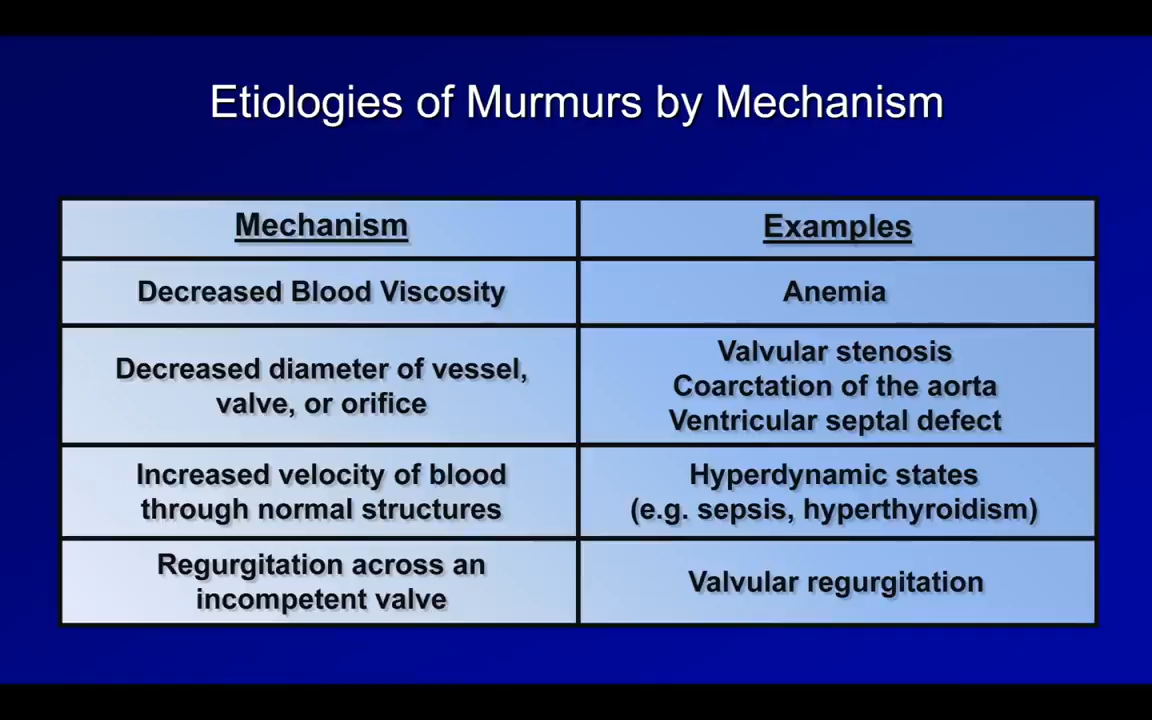 Etiologies of Murmurs by Mechanism
Mechanism
Examples
Decreased Blood Viscosity
Anemia
Decreased diameter of vessel,
valve, or orifice
Valvular stenosis
Coarctation of the aorta
Ventricular septal defect
Increased velocity of blood
through normal structures
Hyperdynamic states
(e.g. sepsis, hyperthyroidism)
Regurgitation across an
incompetent valve
Valvular regurgitation